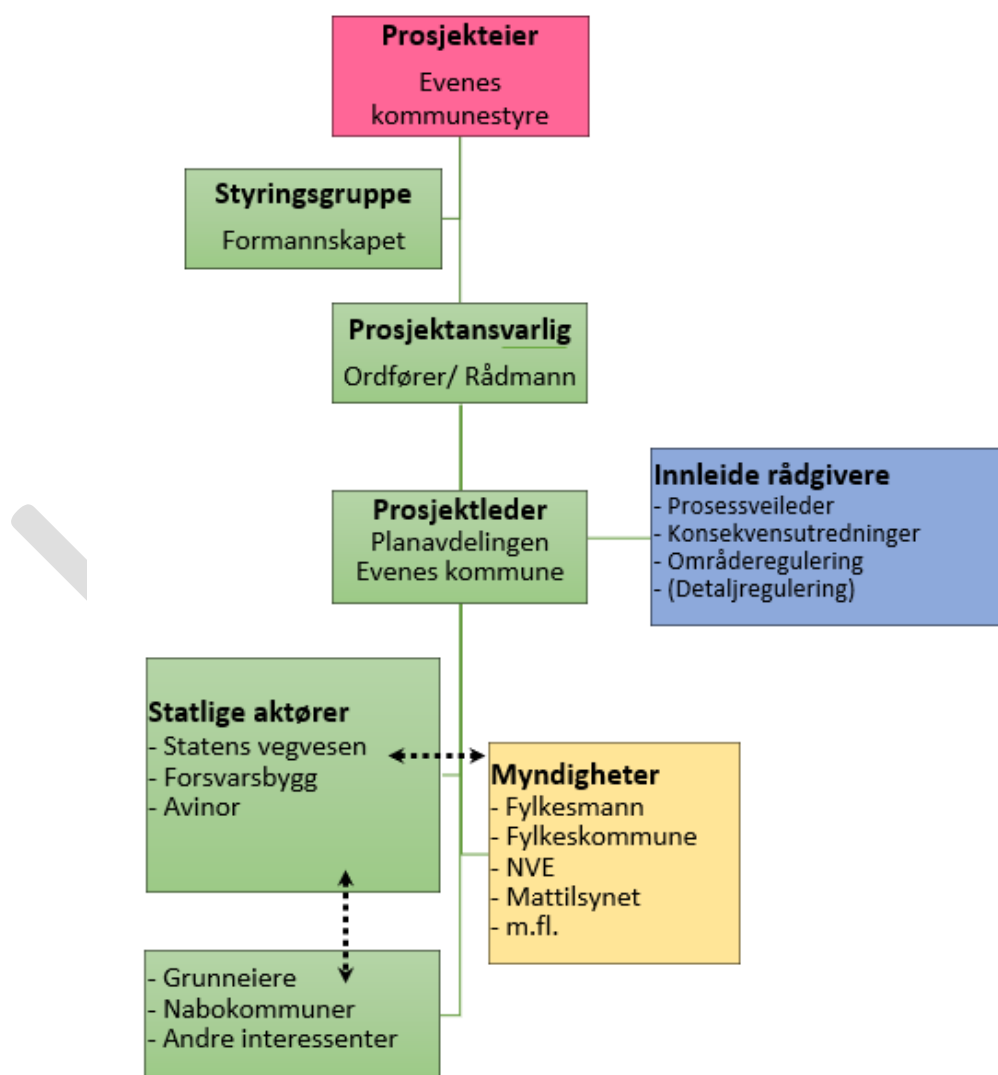 Prosjekteier
Evenes
kommunestyre
Styringsgruppe
Formannskapet
Prosjektansvarlig
Ordfører/ Rådmann
Prosjektleder
Planavdelingen
Evenes kommune
Innleide rådgivere
- Prosessveileder
- Konsekvensutredninger
- Områderegulering
- (Detaljregulering)
Statlige aktører
- Statens vegvesen
- Forsvarsbygg
- Avinor
Myndigheter
- Fylkesmann
- Fylkeskommune
- NVE
- Mattilsynet
- m.fl.
- Grunneiere
- Nabokommuner
- Andre interessenter